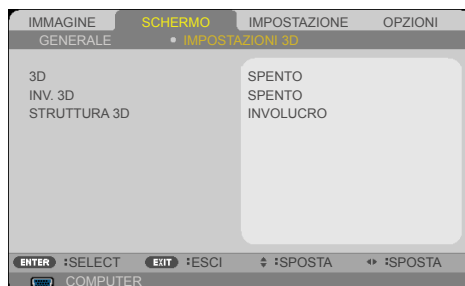 IMMAGINE SCHERMO IMPOSTAZIONE OPZIONI
GENERALE • IMPOSTAZIONI 3D
3D SPENTO
INV. 3D SPENTO
STRUTTURA 3D INVOLUCRO
ENTER :SELECT EXIT :ESCI :SPOSTA :SPOSTA
COMPUTER